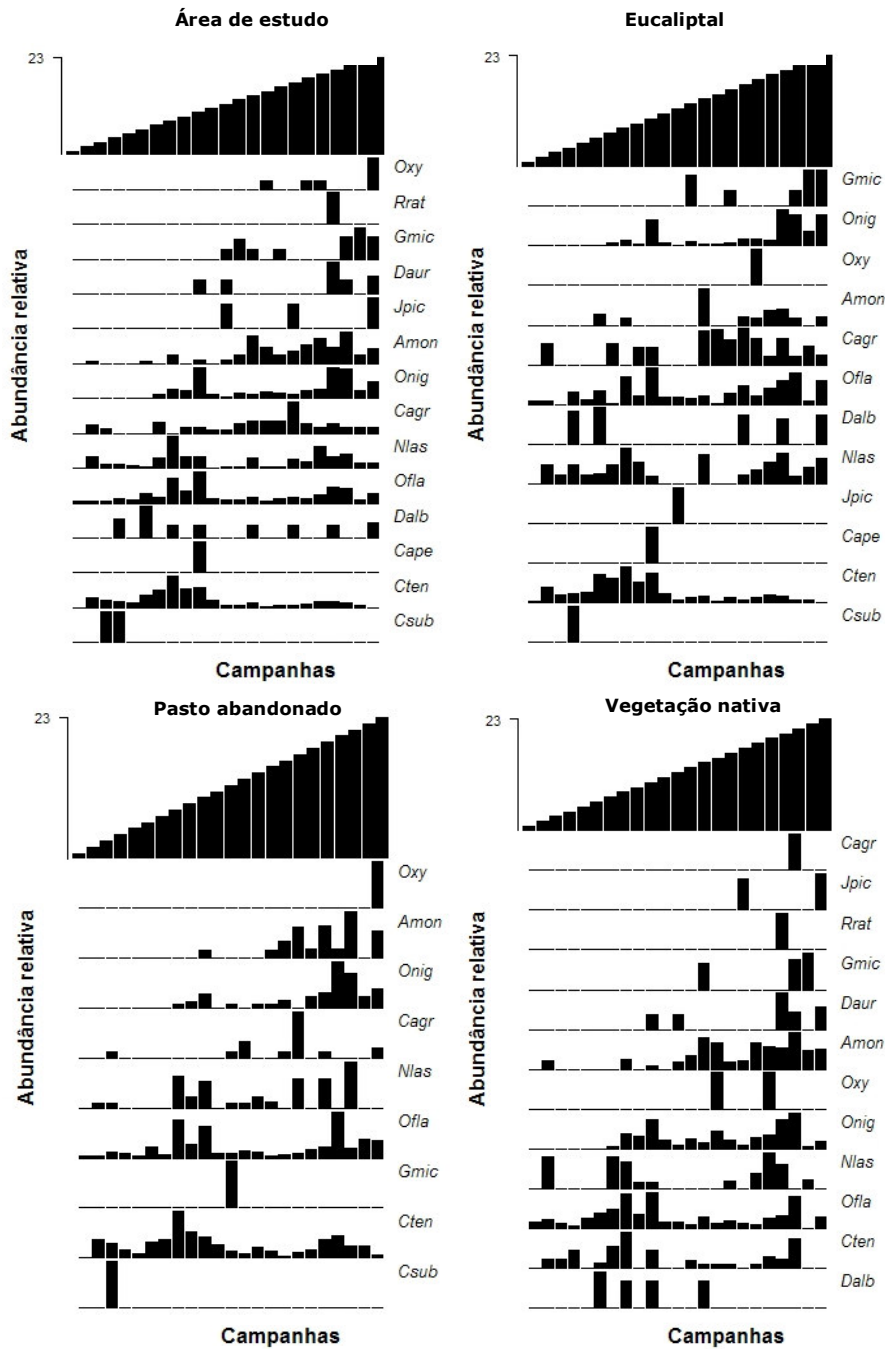 Área de estudo
23
Oxy
Rrat
Gmic
Daur
Jpic
Amon
Onig
Cagr
Nlas
Ofla
Dalb
Cape
Cten
Csub
Abundância relativa
Campanhas
Eucaliptal
23
Gmic
Onig
Oxy
Amon
Cagr
Ofla
Dalb
Nlas
Jpic
Cape
Cten
Csub
Abundância relativa
Campanhas
Pasto abandonado
23
Oxy
Amon
Onig
Cagr
Nlas
Ofla
Gmic
Cten
Csub
Abundância relativa
Campanhas
Vegetação nativa
23
Cagr
Jpic
Rrat
Gmic
Daur
Amon
Oxy
Onig
Nlas
Ofla
Cten
Dalb
Abundância relativa
Campanhas